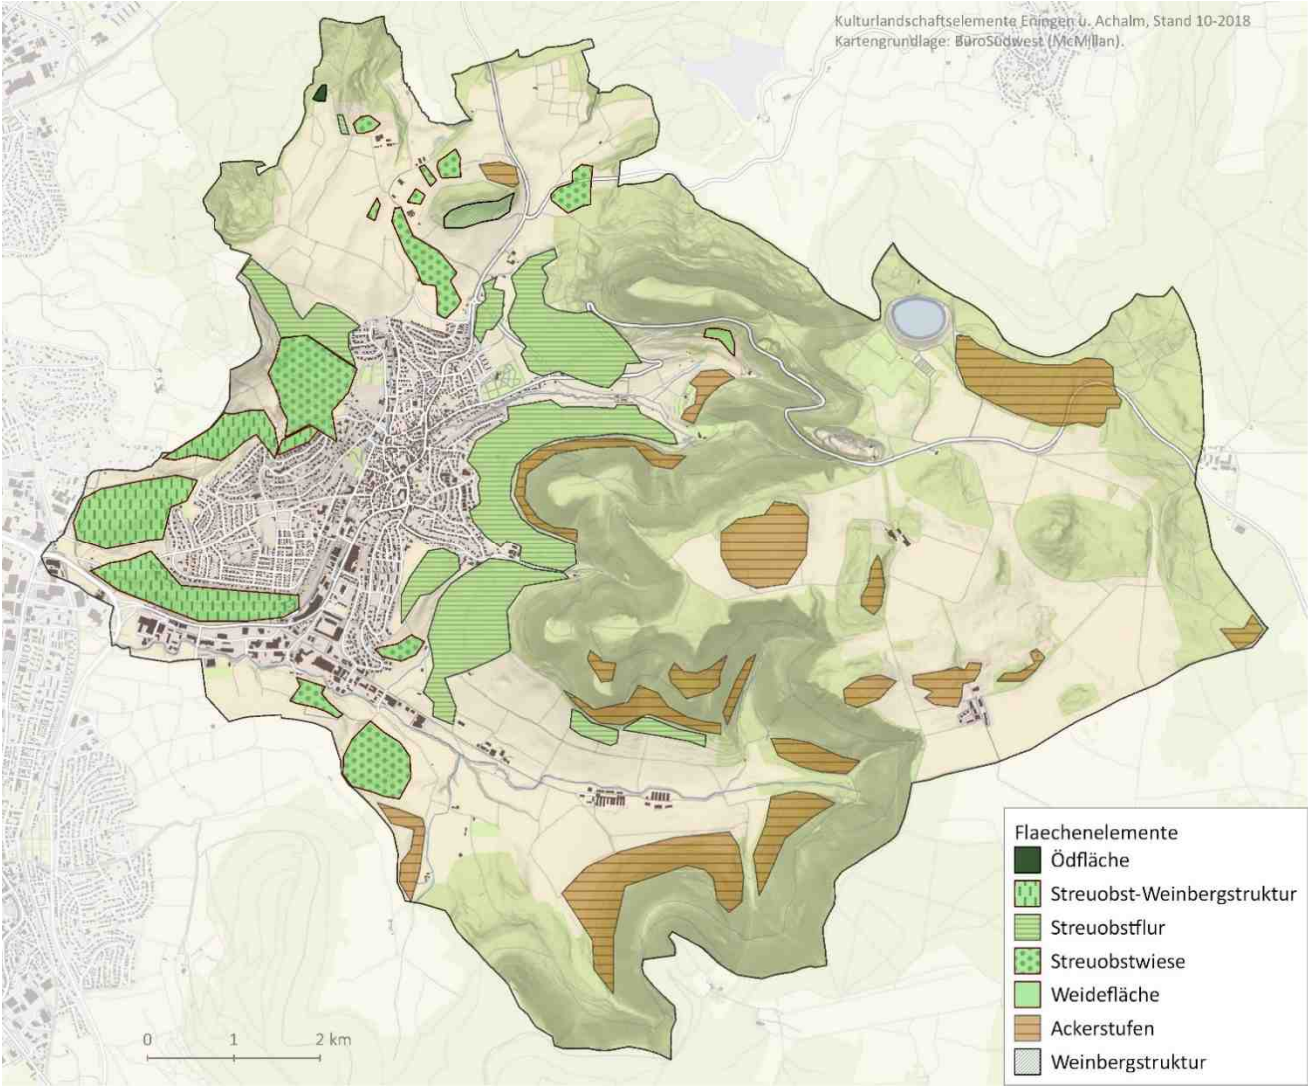 Kulturlandschaftselemente Eningen u. Achalm, Stand 10-2018
Kartengrundlage: BüroSüdwest (McMillan).
Flaechenelemente
Ödfläche
Streuobst-Weinbergstruktur
Streuobstflur
Streuobstwiese
Weidefläche
Ackerstufen
Weinbergstruktur
0 1 2 km